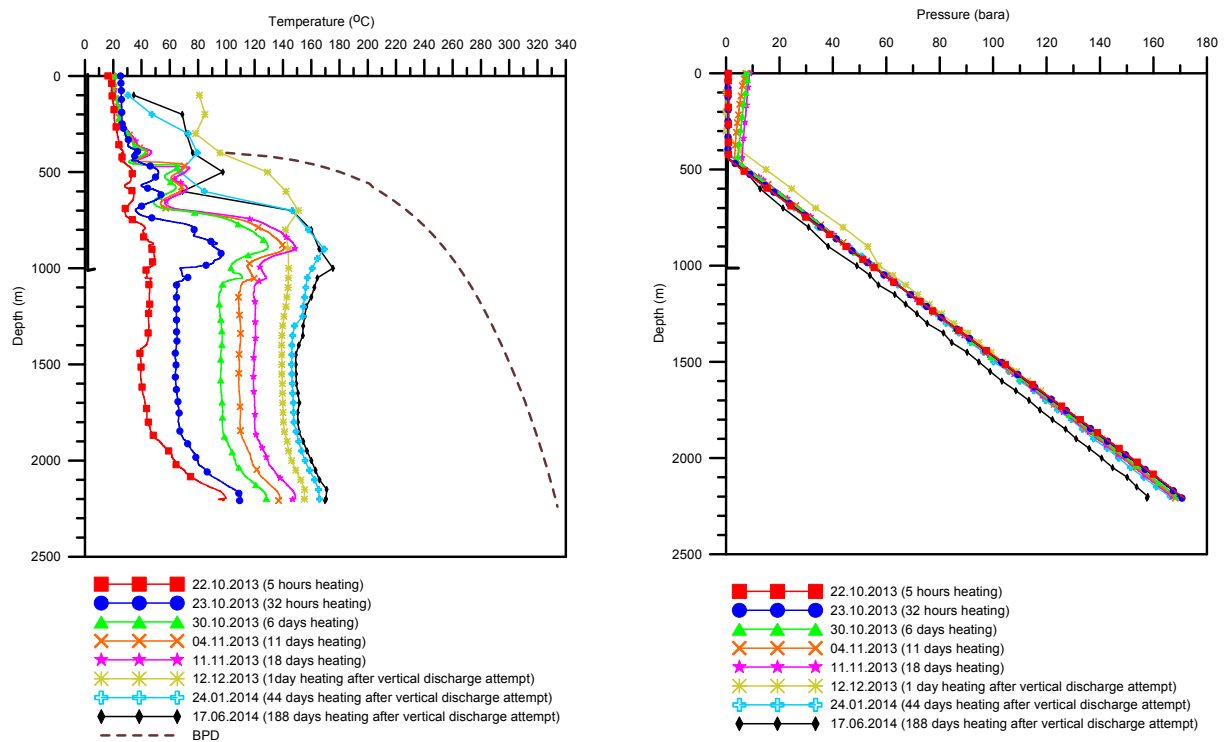 Temperature (⁰C)
0 20 40 60 80 100 120 140 160 180 200 220 240 260 280 300 320 340
0
500
1000
1500
2000
2500
Depth (m)
22.10.2013 (5 hours heating)
23.10.2013 (32 hours heating)
30.10.2013 (6 days heating)
04.11.2013 (11 days heating)
11.11.2013 (18 days heating)
12.12.2013 (1day heating after vertical discharge attempt)
24.01.2014 (44 days heating after vertical discharge attempt)
17.06.2014 (188 days heating after vertical discharge attempt)
BPD
Pressure (bara)
0 20 40 60 80 100 120 140 160 180
0
500
1000
1500
2000
2500
Depth (m)
22.10.2013 (5 hours heating)
23.10.2013 (32 hours heating)
30.10.2013 (6 days heating)
04.11.2013 (11 days heating)
11.11.2013 (18 days heating)
12.12.2013 (1 day heating after vertical discharge attempt)
24.01.2014 (44 days heating after vertical discharge attempt)
17.06.2014 (188 days heating after vertical discharge attempt)